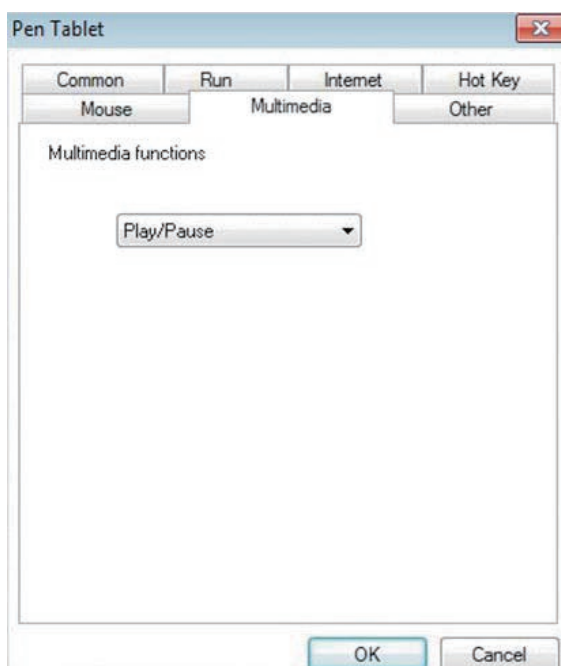 Pen Tablet
Common Run Internet Hot Key
Mouse Multimedia Other
Multimedia functions
Play/Pause
OK Cancel